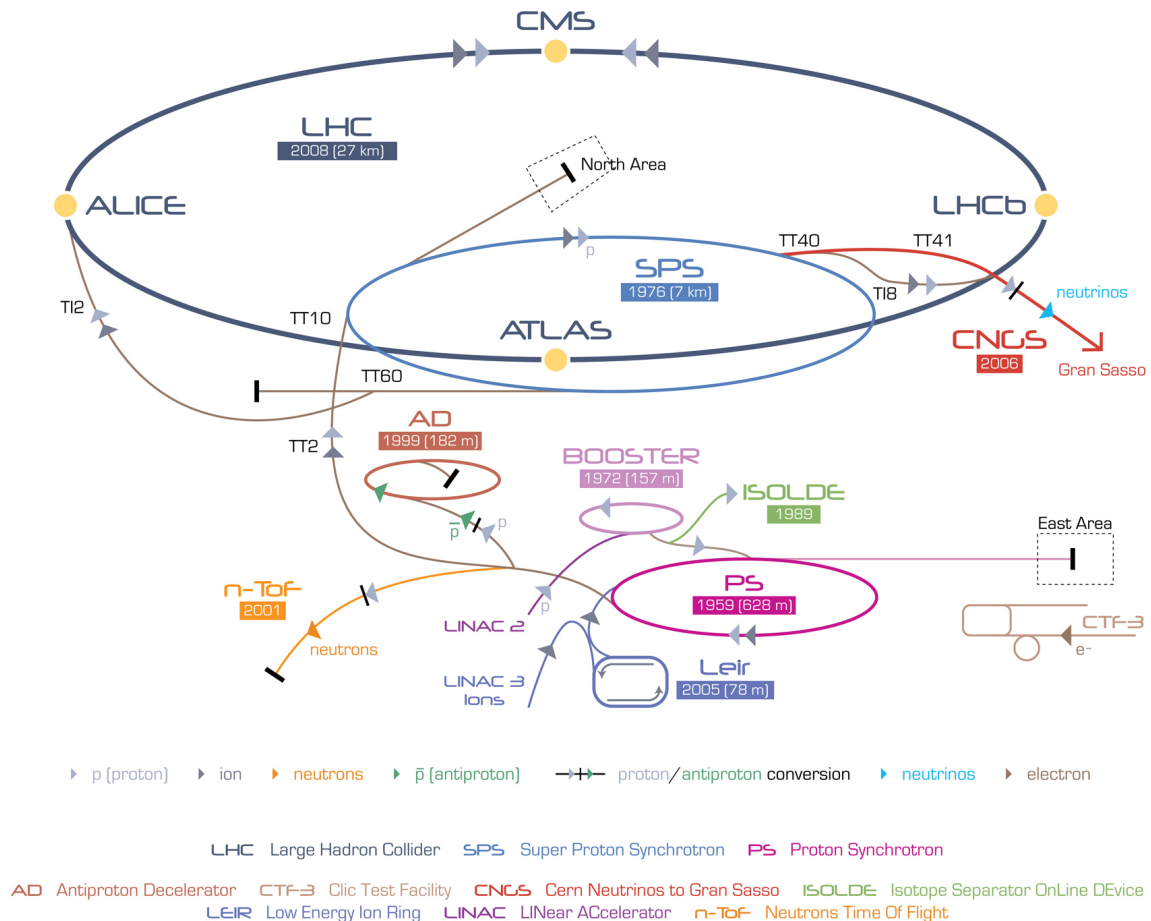 CMS
LHC
2008 (27 km)
North Area
ALICE
LHCb
TT40
TT41
p
SPS
1976 (7 km)
TI8
TI2
neutrinos
TT10
ATLAS
CNGS
2006
Gran Sasso
TT60
AD
1999 (182 m)
TT2
BOOSTER
1972 (157 m)
ISOLDE
1989
East Area
p̅
p
n-ToF
2001
PS
1959 (628 m)
p
LINAC 2
CTF-3
neutrons
e-
LINAC 3
Ions
Leir
2005 (78 m)
p (proton)
ion
neutrons
p̅ (antiproton)
proton/antiproton conversion
neutrinos
electron
LHC Large Hadron Collider SPS Super Proton Synchrotron PS Proton Synchrotron
AD Antiproton Decelerator CTF-3 Clic Test Facility CNGS Cern Neutrinos to Gran Sasso ISOLDE Isotope Separator OnLine DEvice
LEIR Low Energy Ion Ring LINAC LINear ACcelerator n-ToF Neutrons Time Of Flight